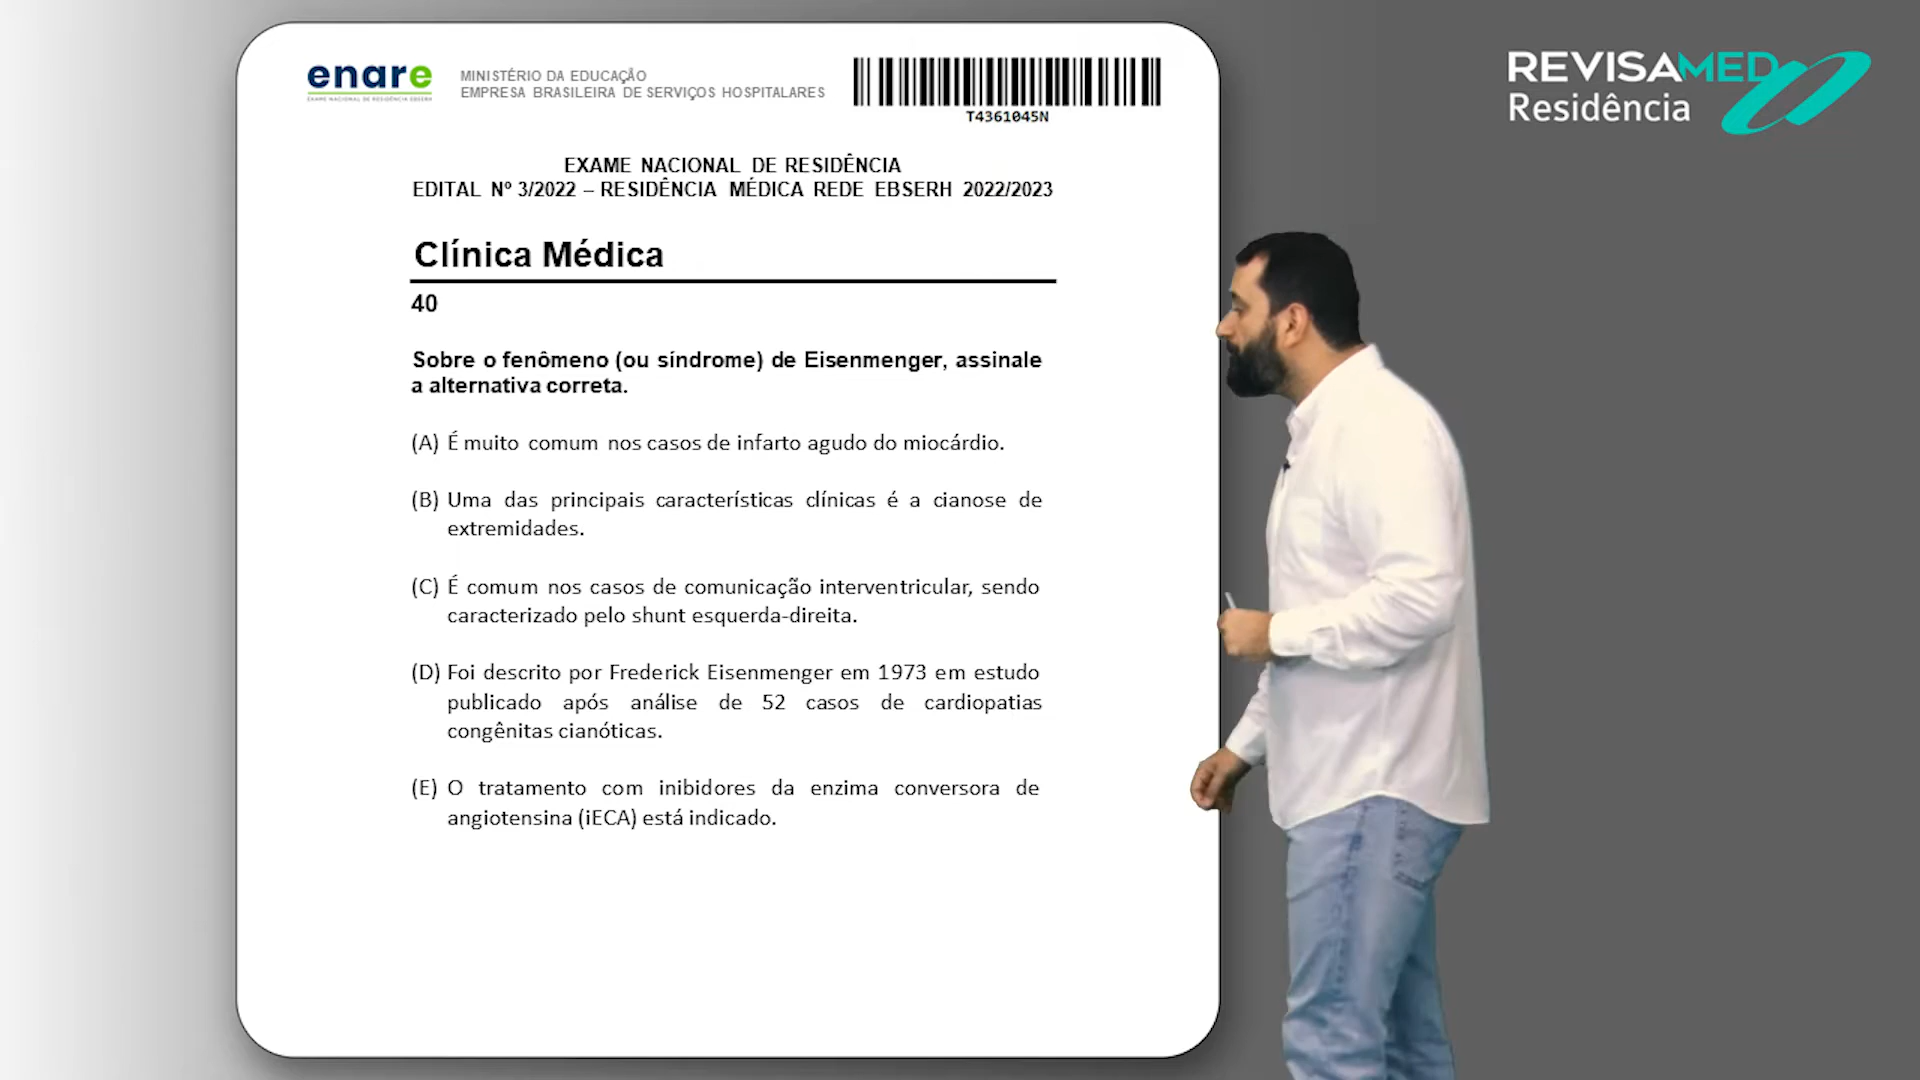 enare
EXAME NACIONAL DE RESIDÊNCIA EBSERH
MINISTÉRIO DA EDUCAÇÃO
EMPRESA BRASILEIRA DE SERVIÇOS HOSPITALARES
T4361045N
REVISAMED
Residência
EXAME NACIONAL DE RESIDÊNCIA
EDITAL Nº 3/2022 – RESIDÊNCIA MÉDICA REDE EBSERH 2022/2023
Clínica Médica
40
Sobre o fenômeno (ou síndrome) de Eisenmenger, assinale
a alternativa correta.
(A) É muito comum nos casos de infarto agudo do miocárdio.
(B) Uma das principais características clínicas é a cianose de
extremidades.
(C) É comum nos casos de comunicação interventricular, sendo
caracterizado pelo shunt esquerda-direita.
(D) Foi descrito por Frederick Eisenmenger em 1973 em estudo
publicado após análise de 52 casos de cardiopatias
congênitas cianóticas.
(E) O tratamento com inibidores da enzima conversora de
angiotensina (iECA) está indicado.